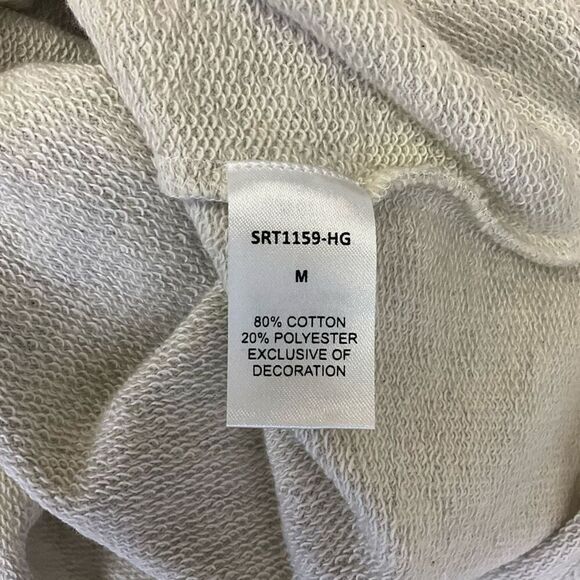 SRT1159-HG
M
80% COTTON
20% POLYESTER
EXCLUSIVE OF
DECORATION